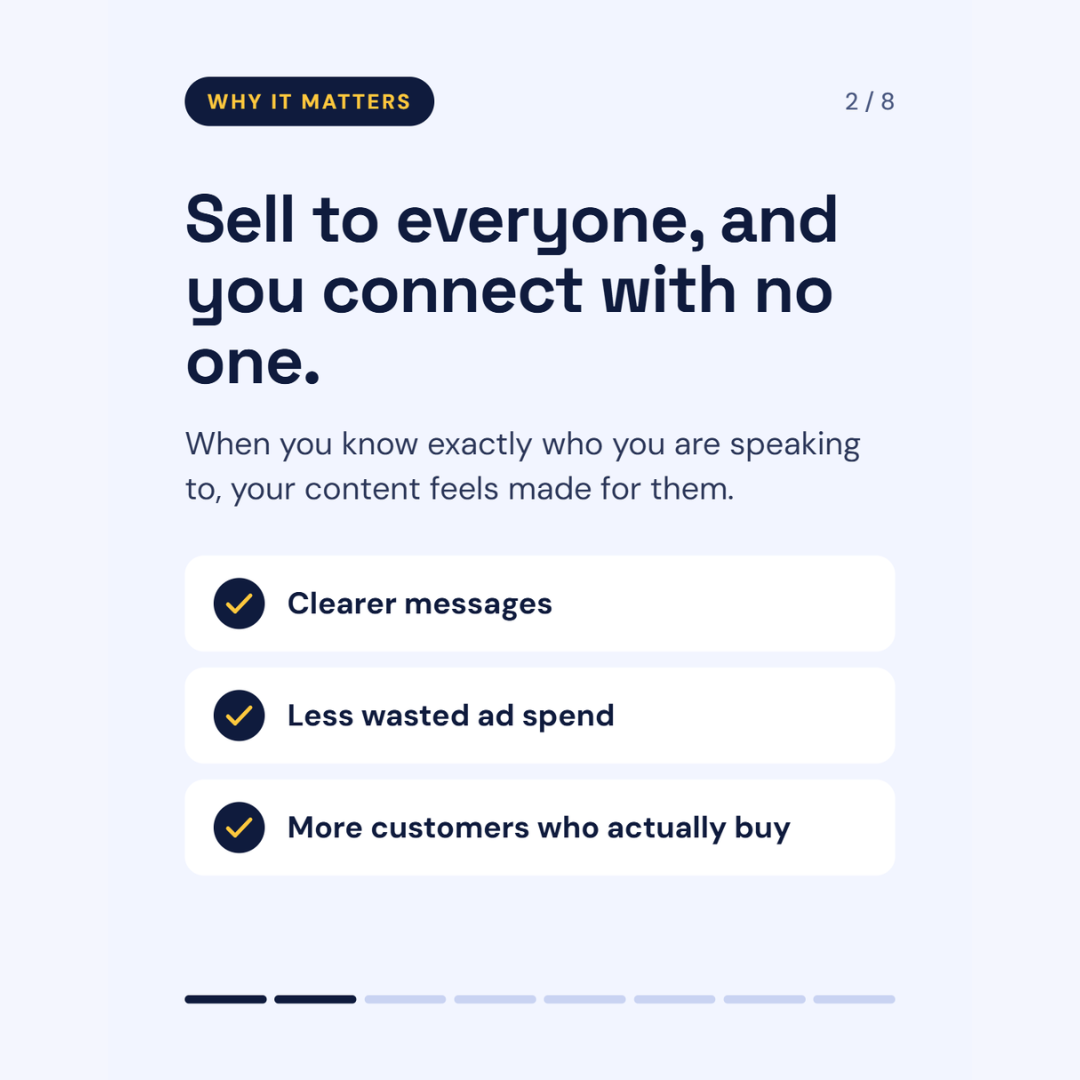 WHY IT MATTERS
2 / 8
Sell to everyone, and
you connect with no
one.
When you know exactly who you are speaking
to, your content feels made for them.
Clearer messages
Less wasted ad spend
More customers who actually buy